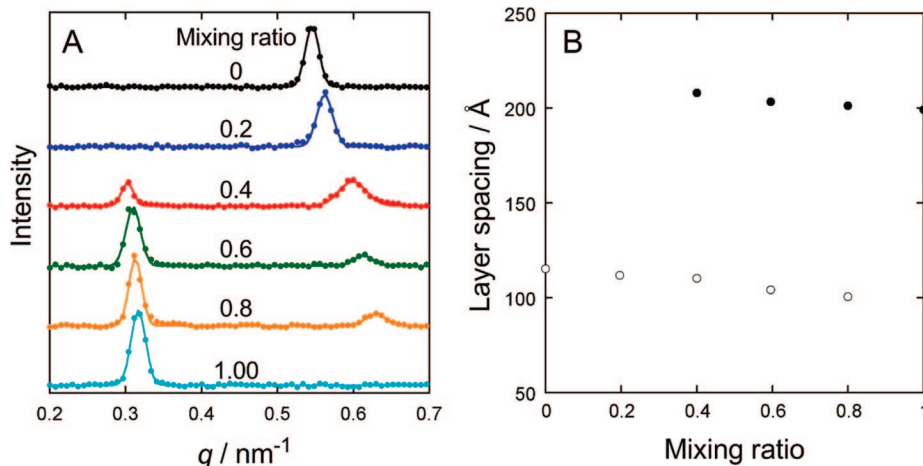 A
Mixing ratio
0
0.2
0.4
0.6
0.8
1.00
Intensity
0.2 0.3 0.4 0.5 0.6 0.7
q / nm⁻¹
B
250
200
150
100
50
Layer spacing / Å
0 0.2 0.4 0.6 0.8 1
Mixing ratio